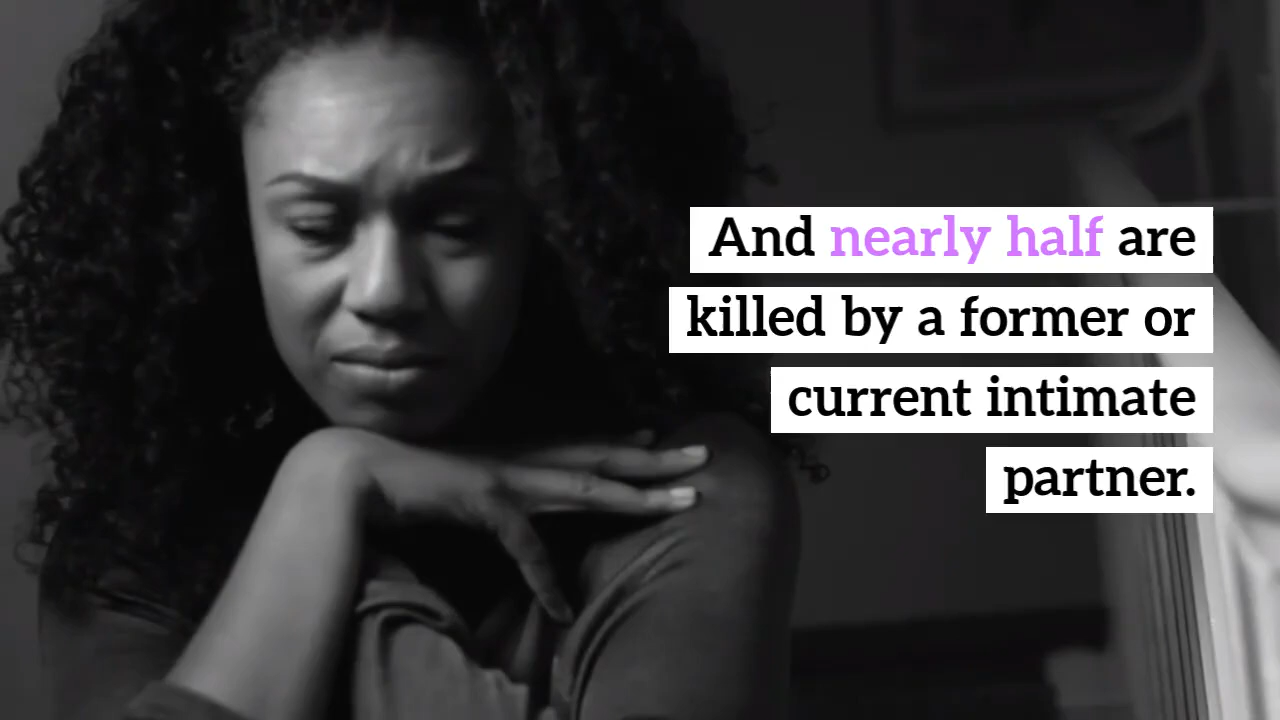 And nearly half are
killed by a former or
current intimate
partner.